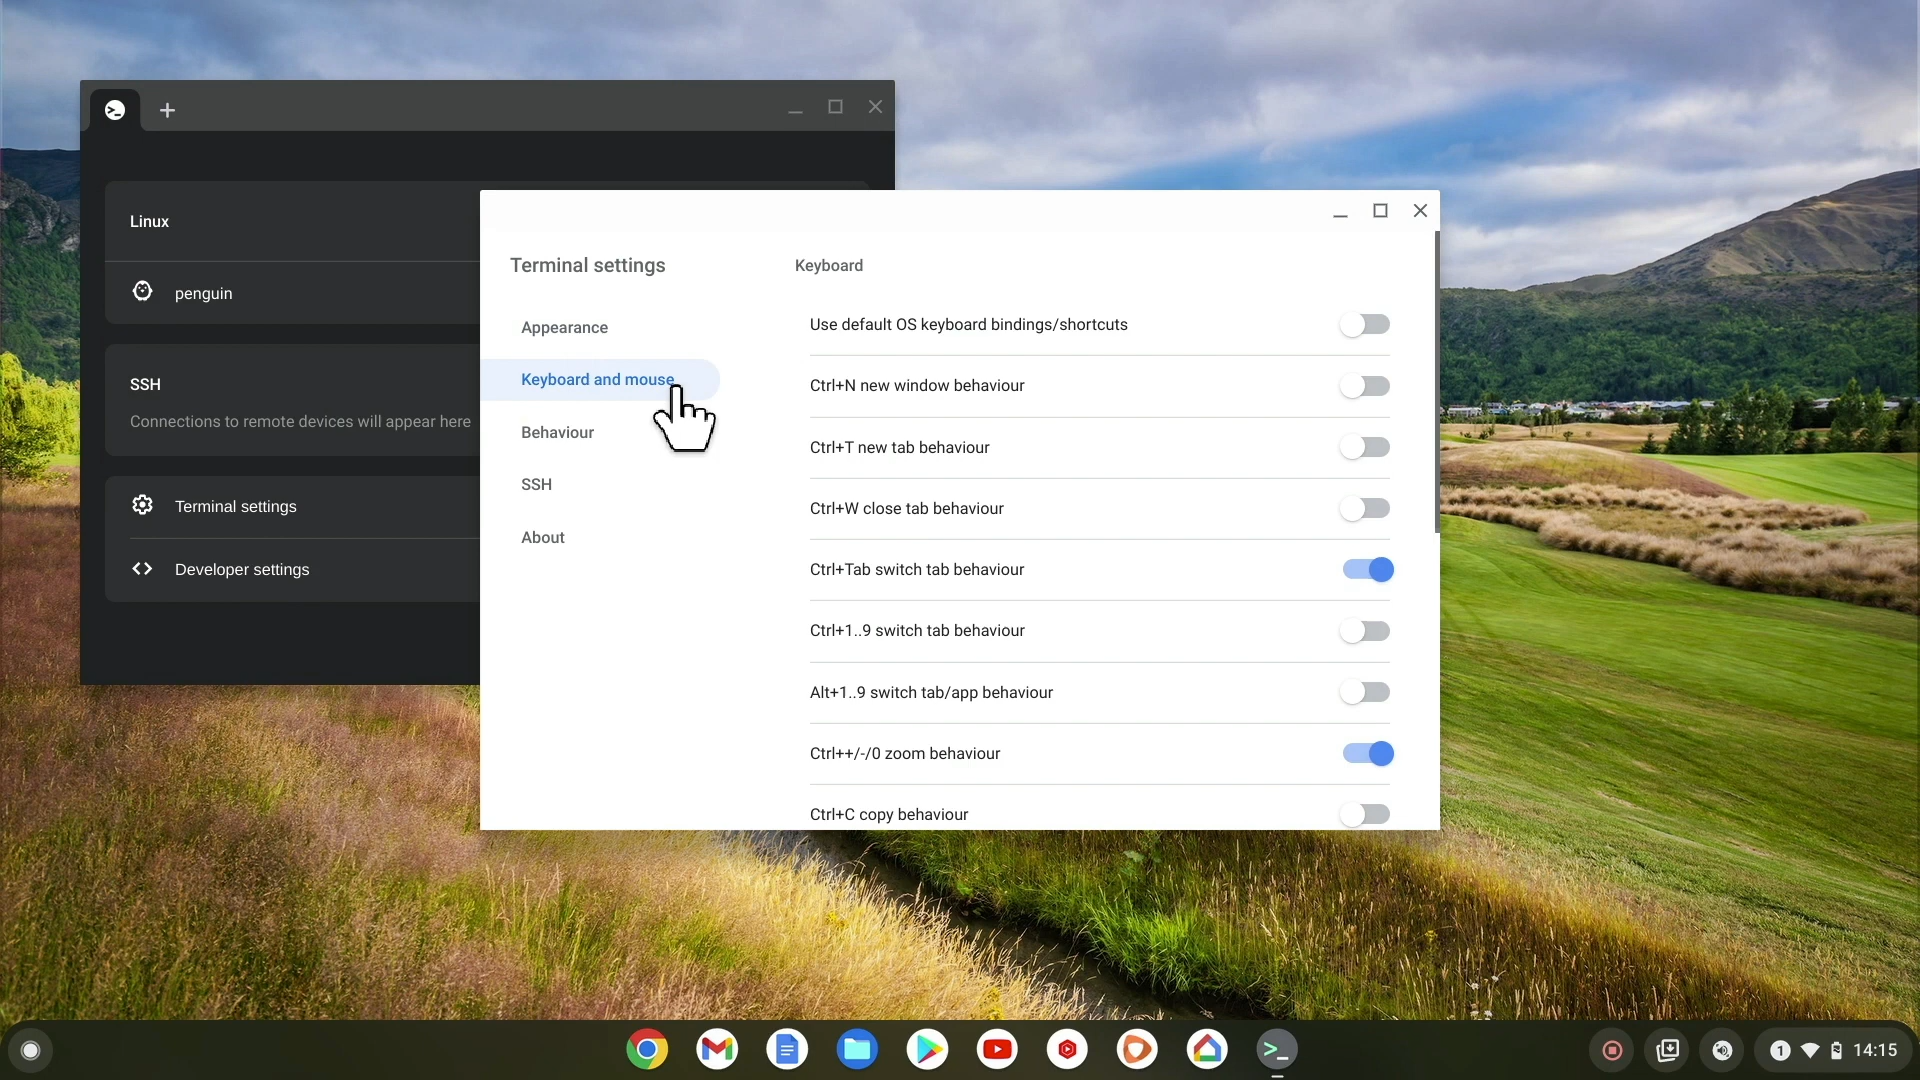 Linux
penguin
SSH
Connections to remote devices will appear here
Terminal settings
Developer settings
Terminal settings
Appearance
Keyboard and mouse
Behaviour
SSH
About
Keyboard
Use default OS keyboard bindings/shortcuts
Ctrl+N new window behaviour
Ctrl+T new tab behaviour
Ctrl+W close tab behaviour
Ctrl+Tab switch tab behaviour
Ctrl+1..9 switch tab behaviour
Alt+1..9 switch tab/app behaviour
Ctrl++/-/0 zoom behaviour
Ctrl+C copy behaviour
1 14:15